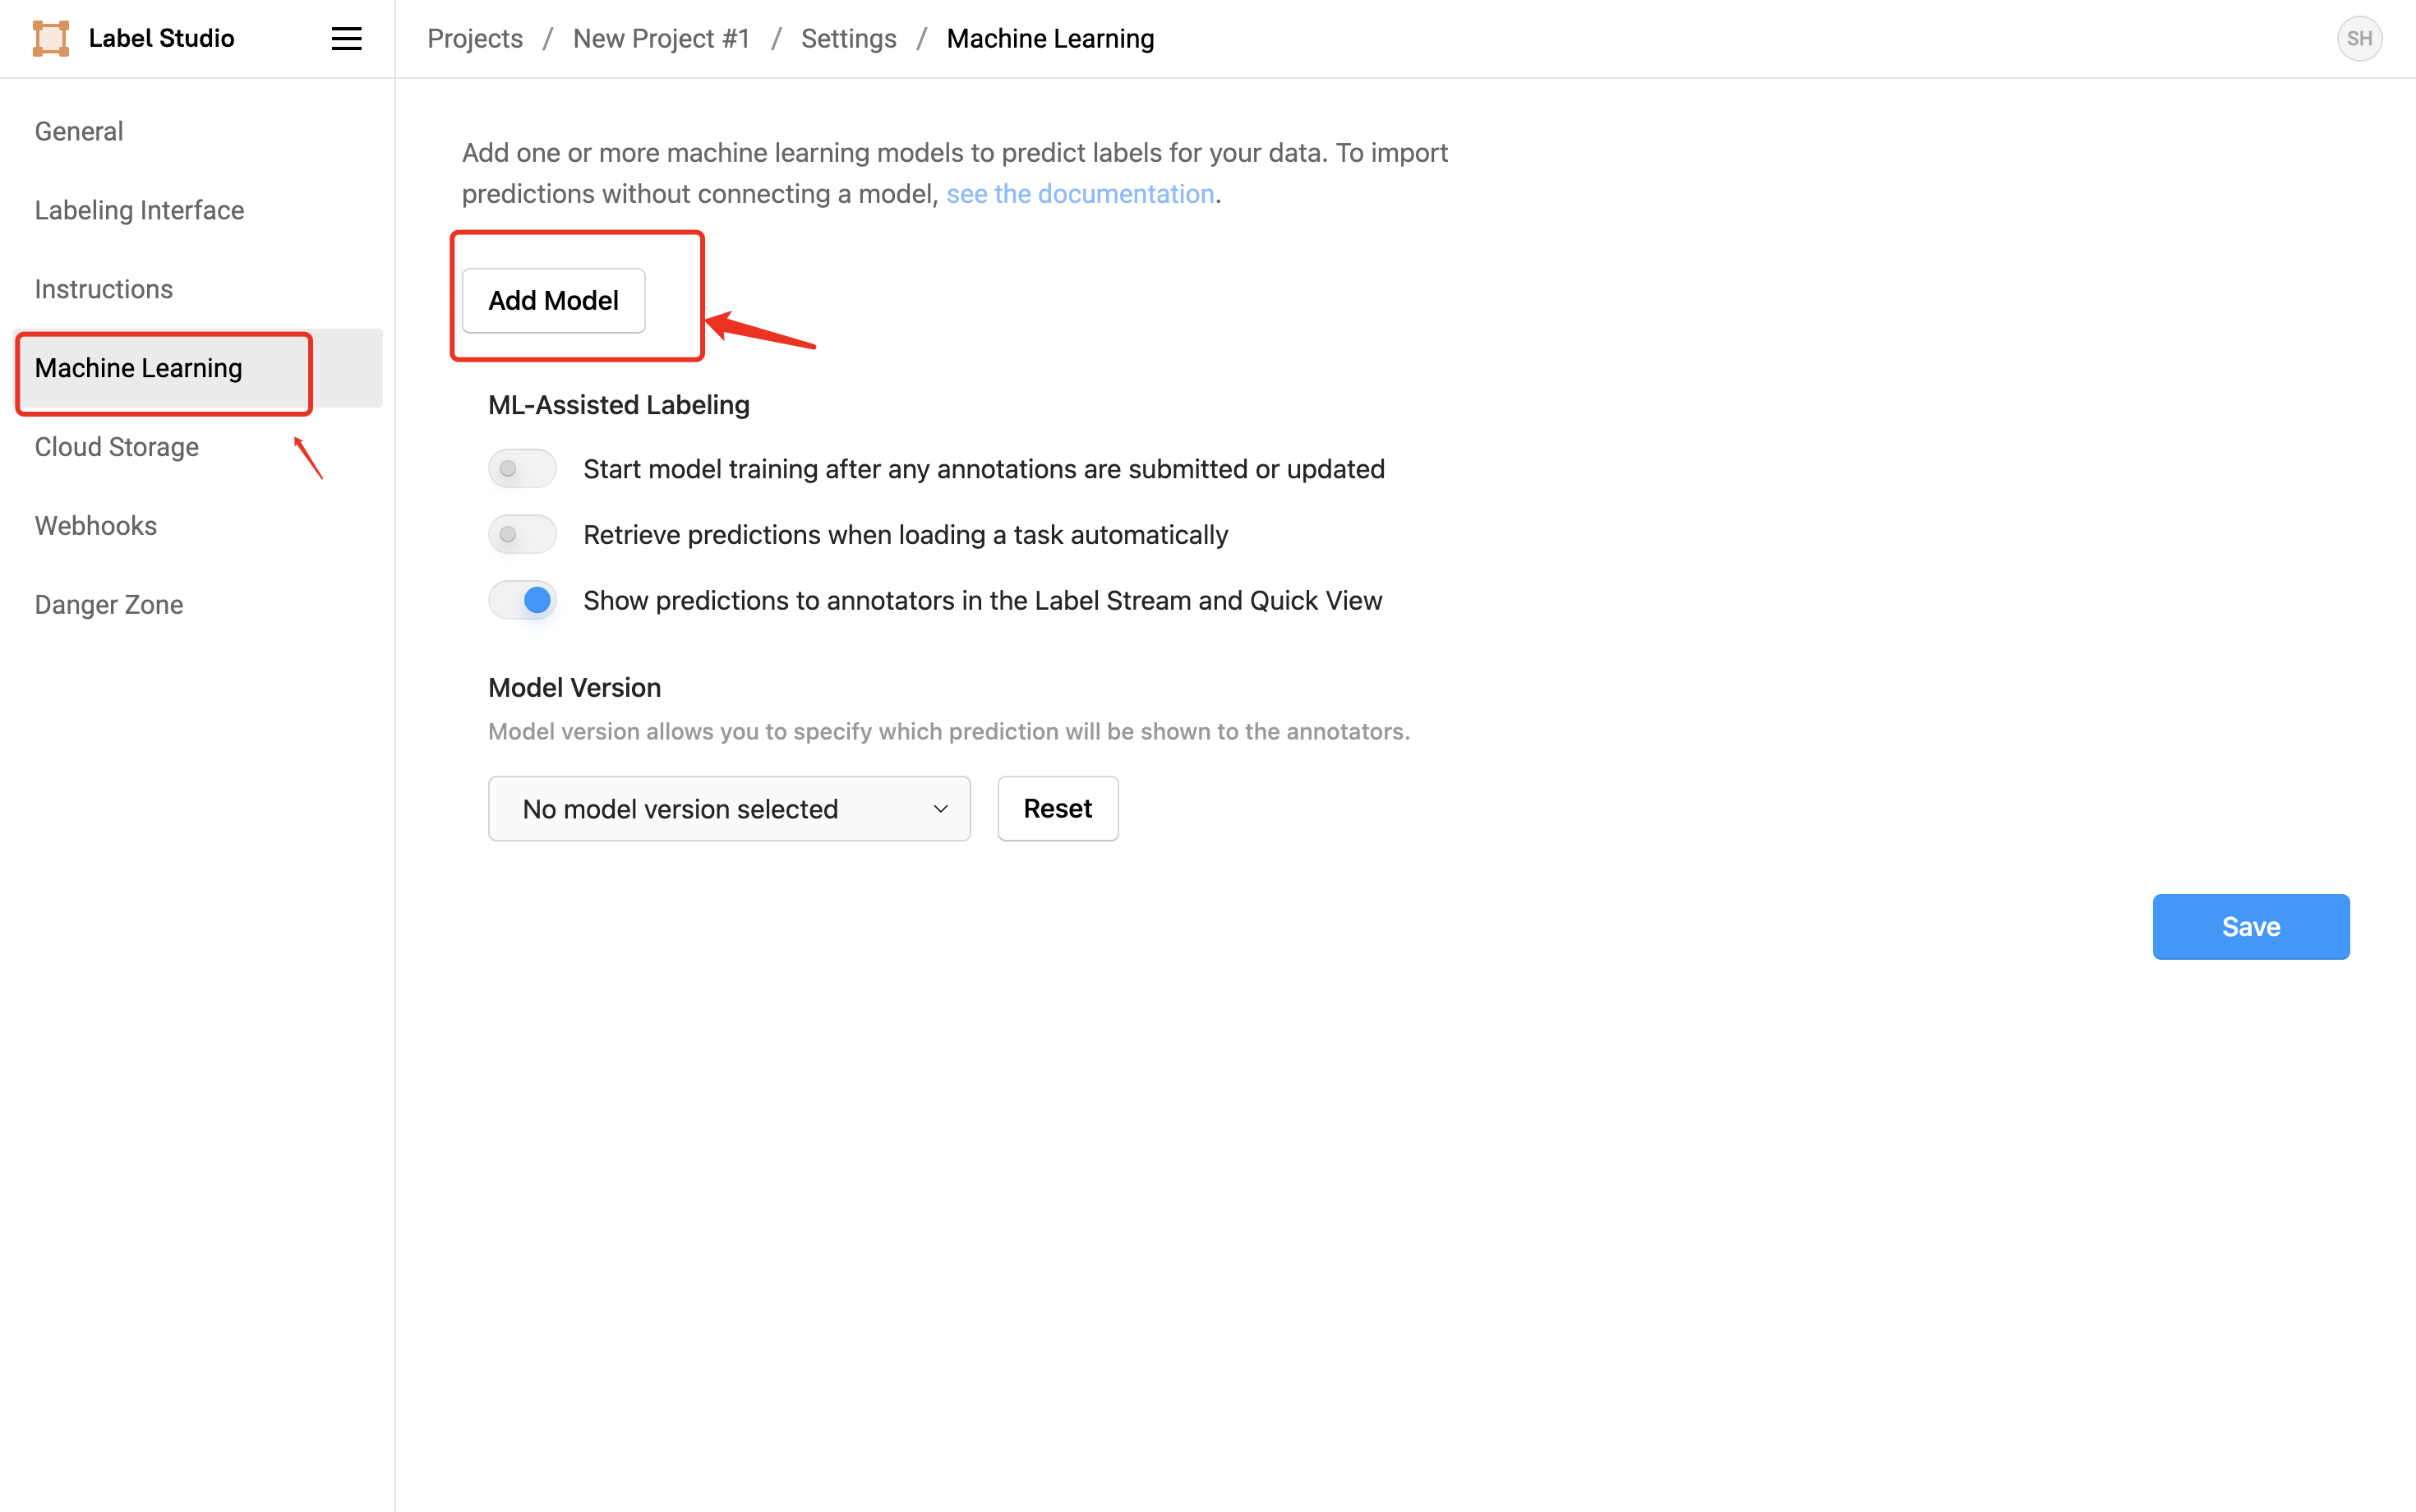 Label Studio
Projects / New Project #1 / Settings / Machine Learning
SH
General
Labeling Interface
Instructions
Machine Learning
Cloud Storage
Webhooks
Danger Zone
Add one or more machine learning models to predict labels for your data. To import
predictions without connecting a model, see the documentation.
Add Model
ML-Assisted Labeling
Start model training after any annotations are submitted or updated
Retrieve predictions when loading a task automatically
Show predictions to annotators in the Label Stream and Quick View
Model Version
Model version allows you to specify which prediction will be shown to the annotators.
No model version selected
Reset
Save